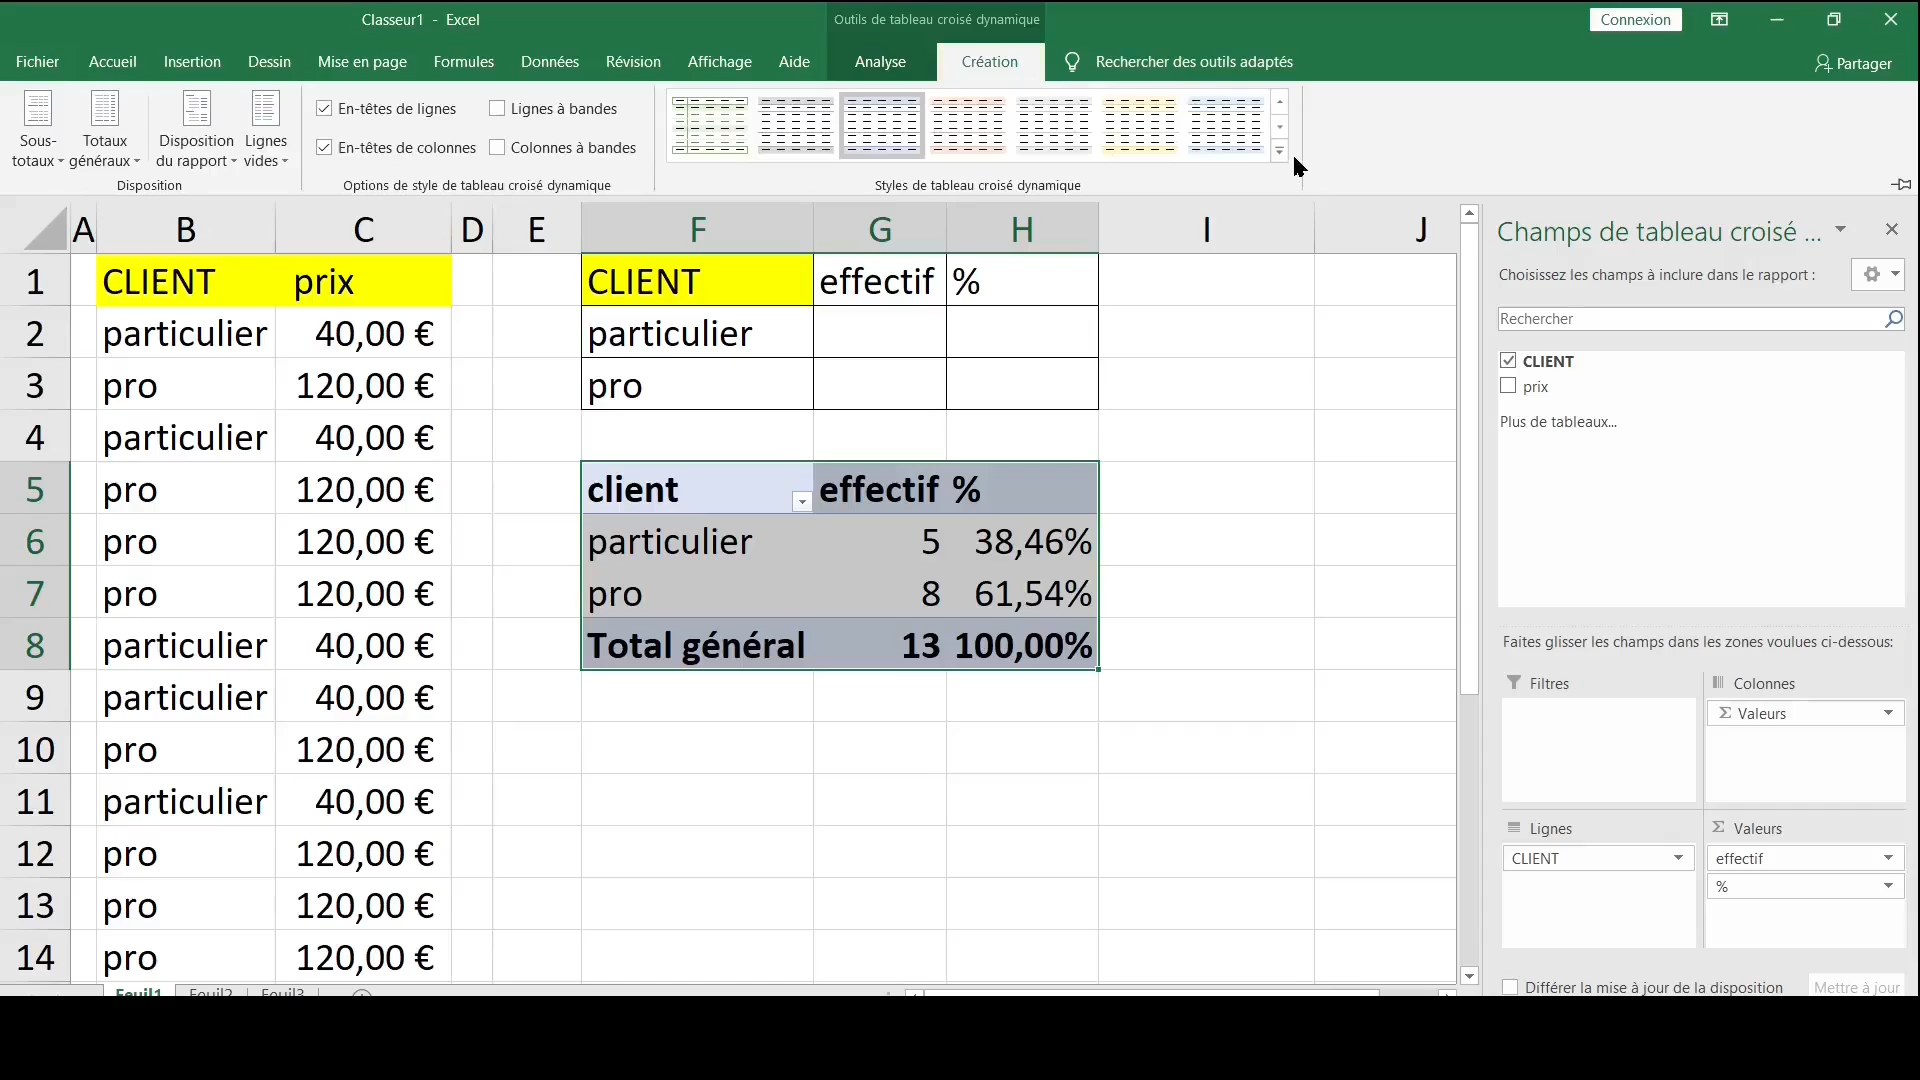 Classeur1 - Excel
Outils de tableau croisé dynamique
Connexion
Fichier Accueil Insertion Dessin Mise en page Formules Données Révision Affichage Aide Analyse Création Rechercher des outils adaptés Partager
Sous-totaux
Totaux généraux
Disposition du rapport
Lignes vides
En-têtes de lignes
Lignes à bandes
En-têtes de colonnes
Colonnes à bandes
Disposition
Options de style de tableau croisé dynamique
Styles de tableau croisé dynamique
A B C D E F G H I J
1 CLIENT prix CLIENT effectif %
2 particulier 40,00 € particulier
3 pro 120,00 € pro
4 particulier 40,00 €
5 pro 120,00 € client effectif %
6 pro 120,00 € particulier 5 38,46%
7 pro 120,00 € pro 8 61,54%
8 particulier 40,00 € Total général 13 100,00%
9 particulier 40,00 €
10 pro 120,00 €
11 particulier 40,00 €
12 pro 120,00 €
13 pro 120,00 €
14 pro 120,00 €
Feuil1 Feuil2 Feuil3
Champs de tableau croisé ...
Choisissez les champs à inclure dans le rapport :
Rechercher
CLIENT
prix
Plus de tableaux...
Faites glisser les champs dans les zones voulues ci-dessous:
Filtres
Colonnes
Σ Valeurs
Lignes
Σ Valeurs
CLIENT
effectif
%
Différer la mise à jour de la disposition
Mettre à jour